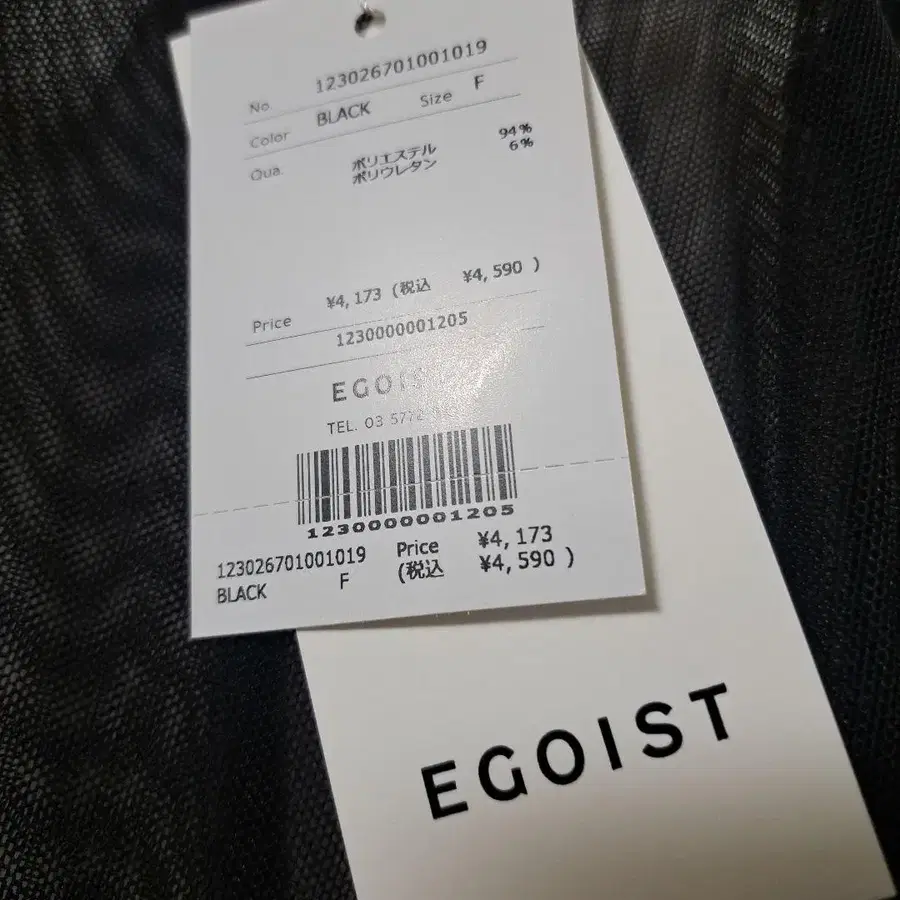 No. 123026701001019
Color BLACK Size F
Qua. ポリエステル 94%
ポリウレタン 6%
Price ¥4,173 (税込 ¥4,590 )
1230000001205
EGOIST
TEL. 03 5772
1230000001205
123026701001019 Price ¥4,173
BLACK F (税込 ¥4,590 )
EGOIST